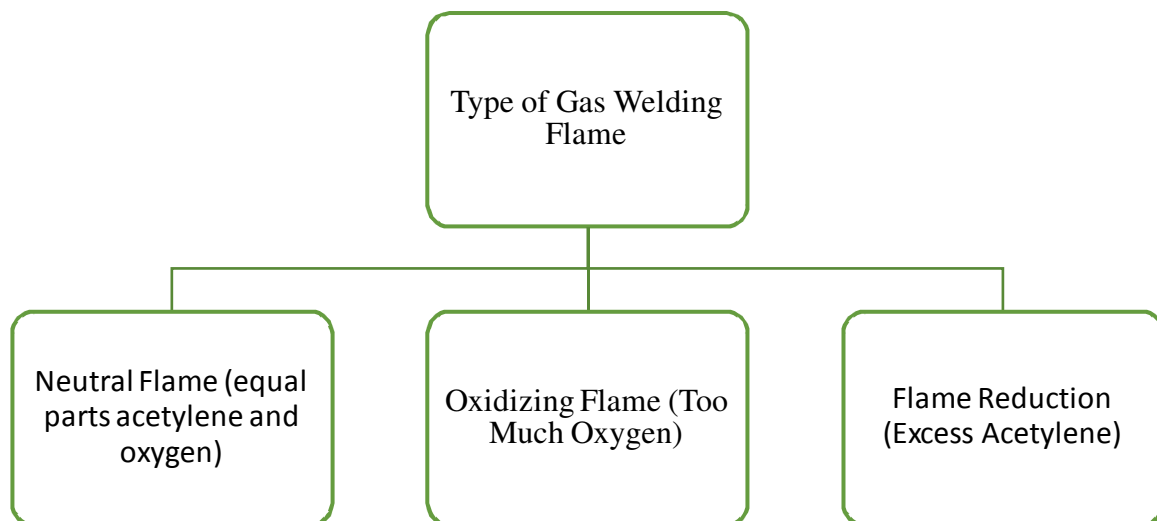 Type of Gas Welding
Flame
Neutral Flame (equal
parts acetylene and
oxygen)
Oxidizing Flame (Too
Much Oxygen)
Flame Reduction
(Excess Acetylene)